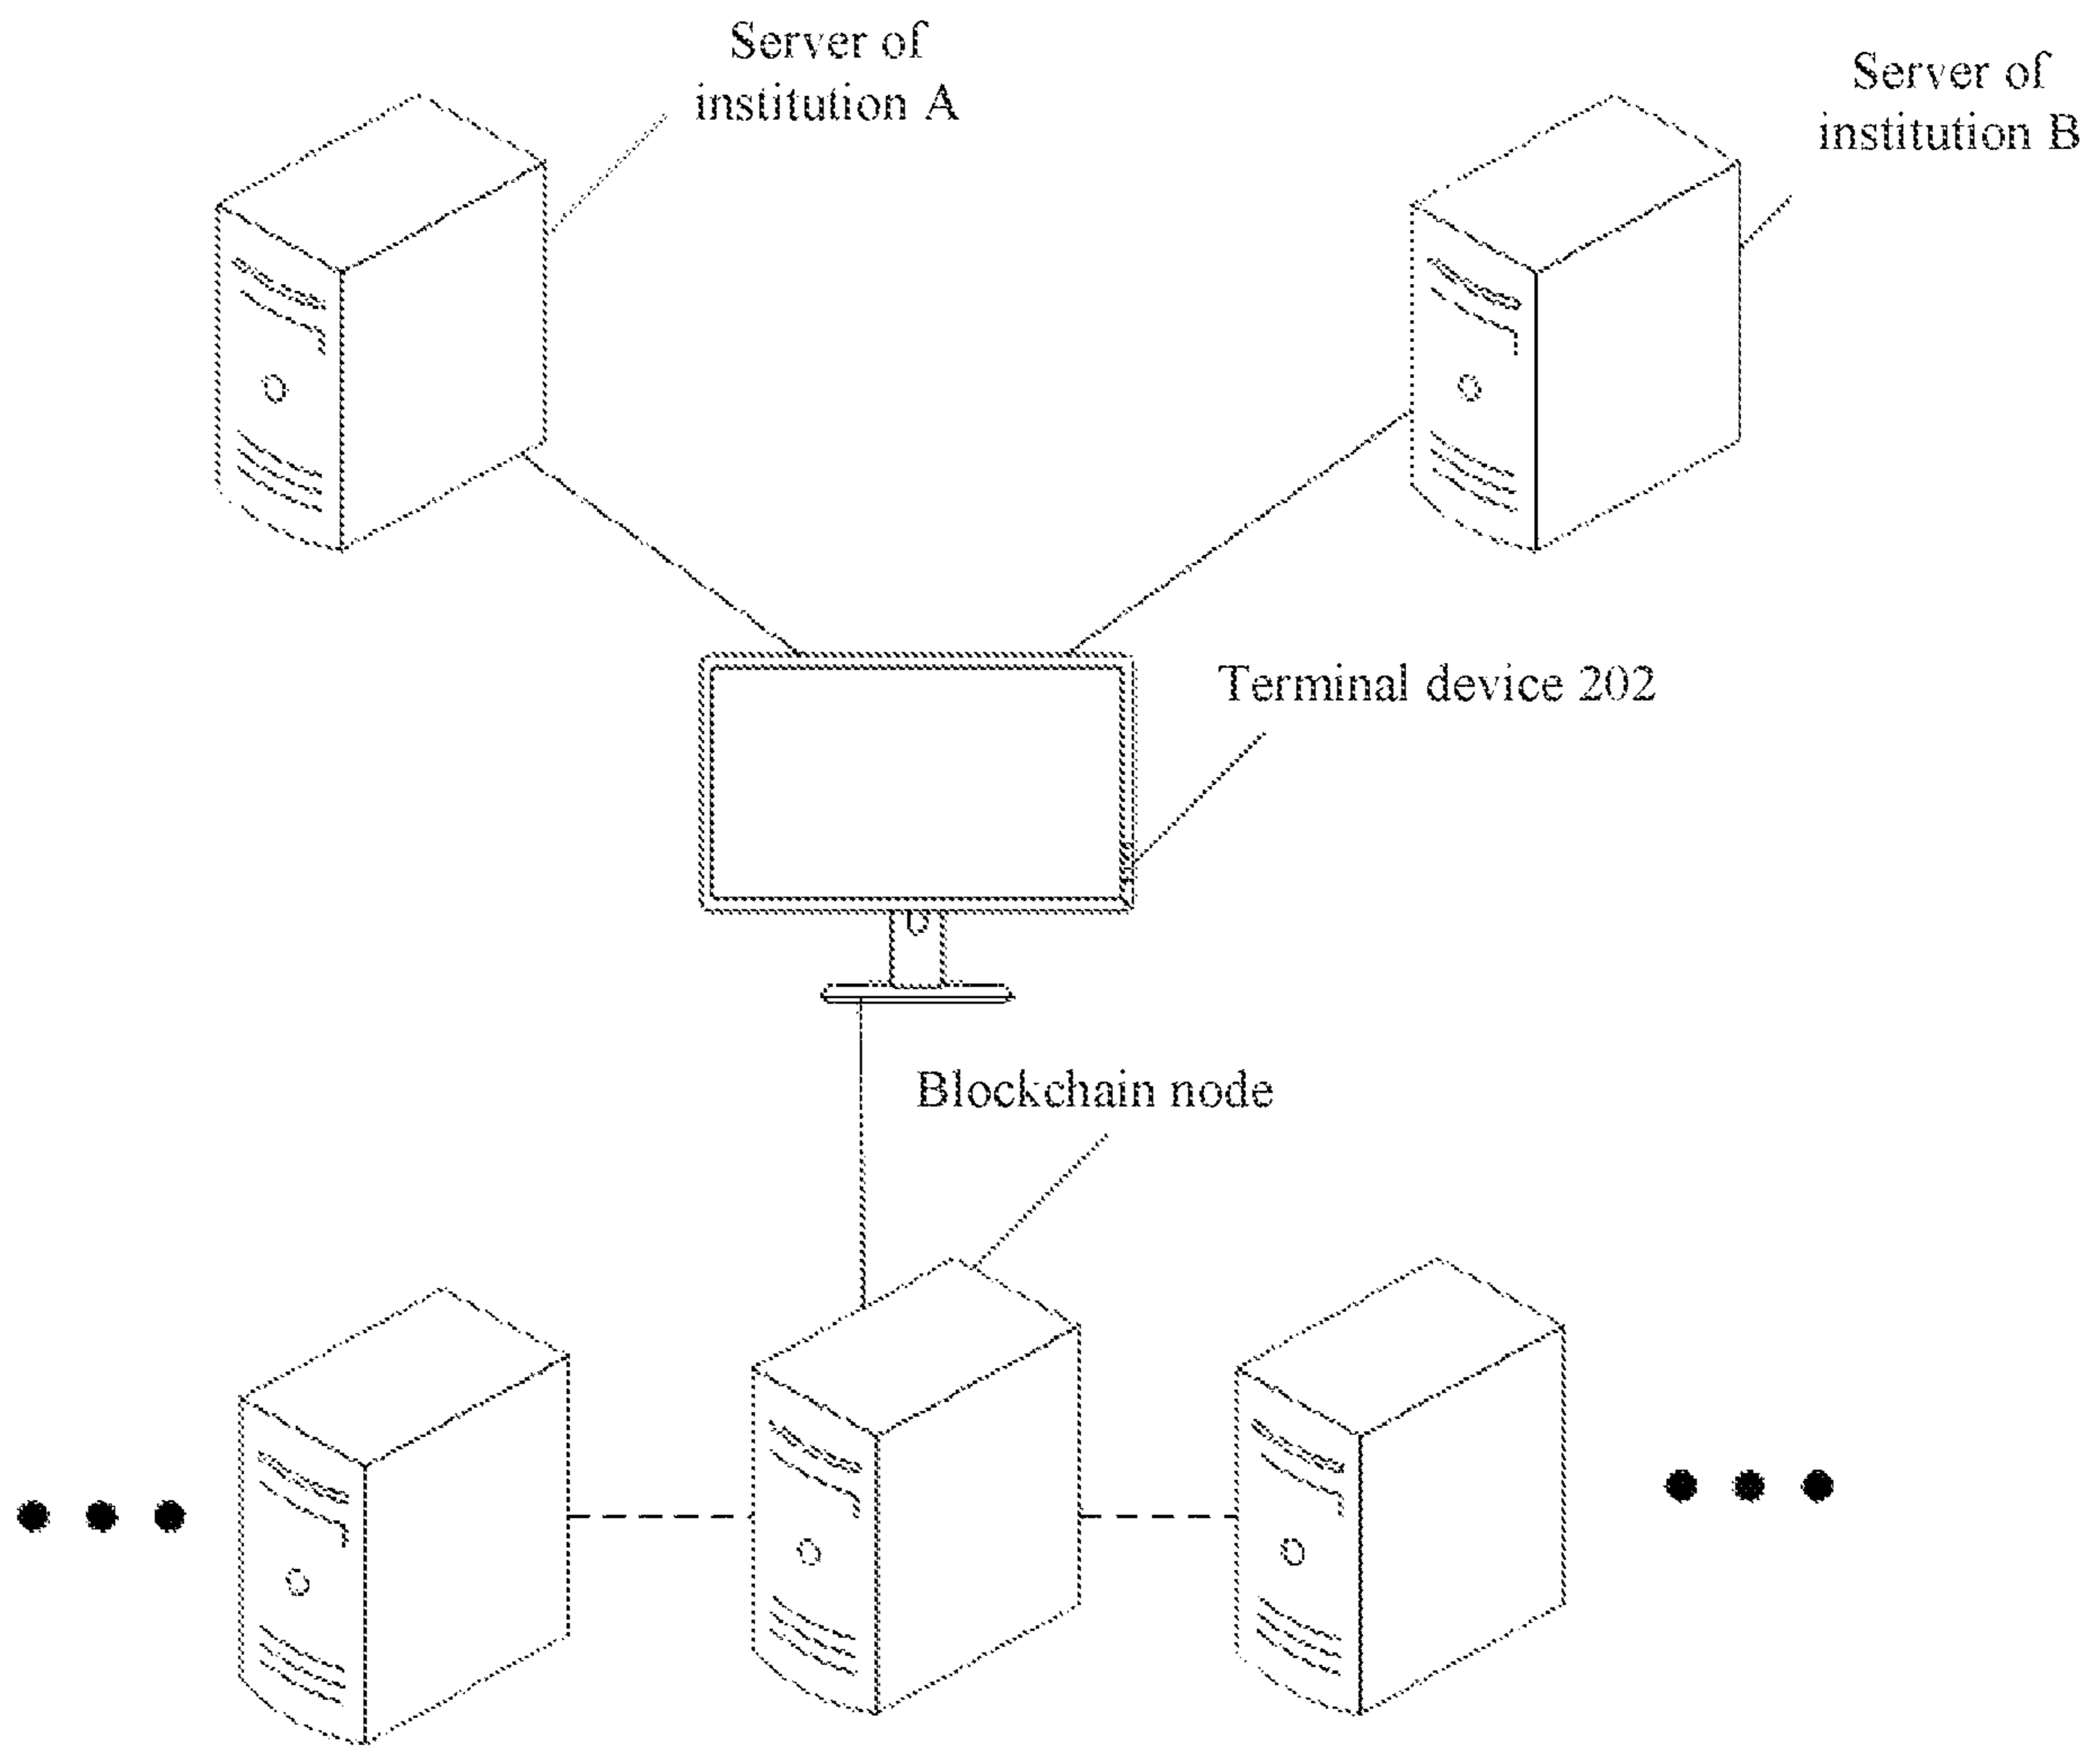 Server of
institution A
Server of
institution B
Terminal device 202
Blockchain node